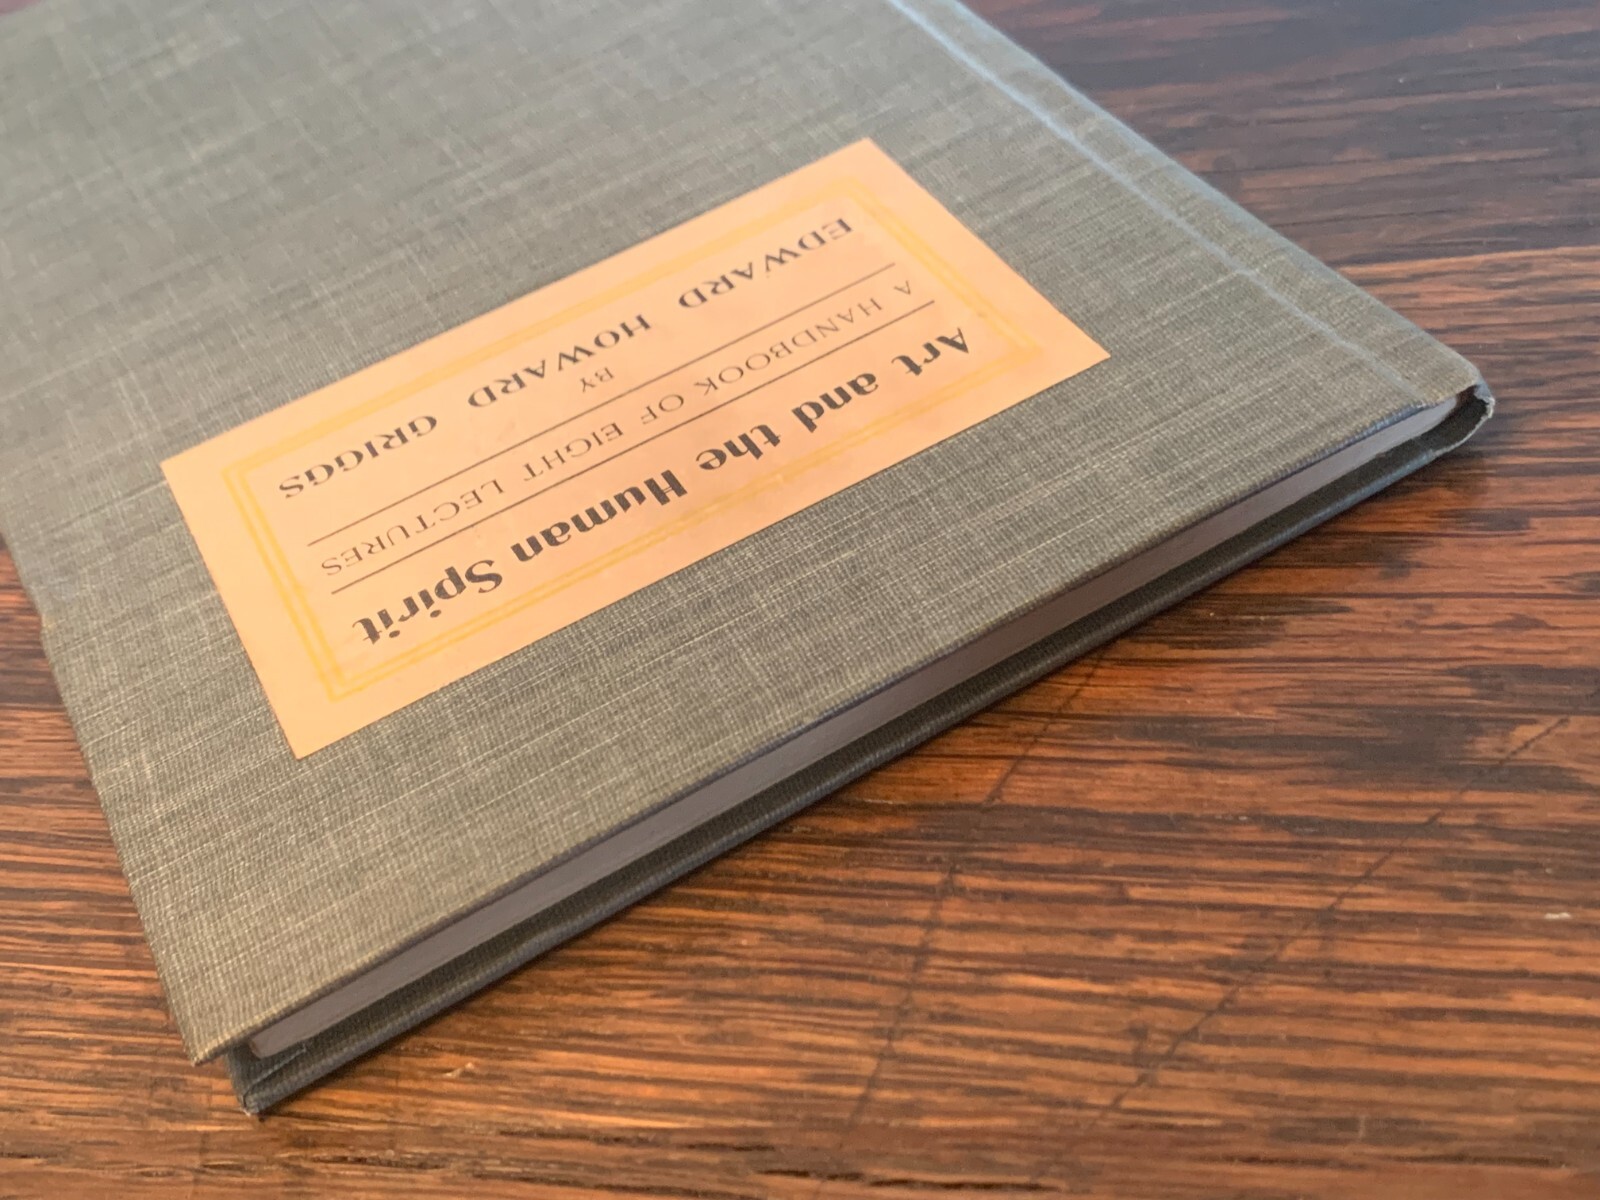 Art and the Human Spirit
A HANDBOOK OF EIGHT LECTURES
BY
EDWARD HOWARD GRIGGS